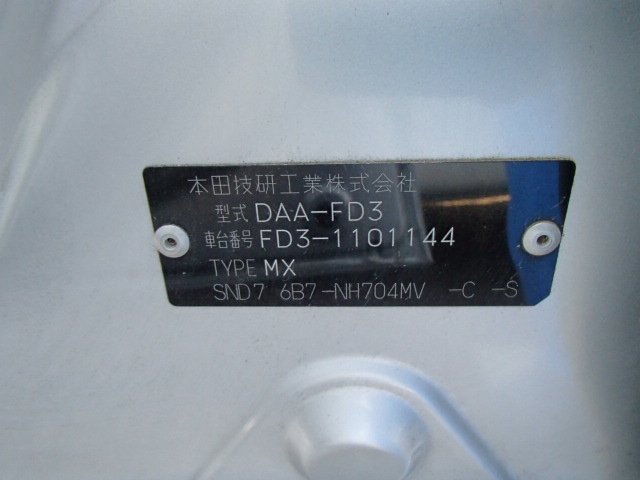 本田技研工業株式会社
型式 DAA-FD3
車台番号 FD3-1101144
TYPE MX
SND7 6B7-NH704MV -C -S